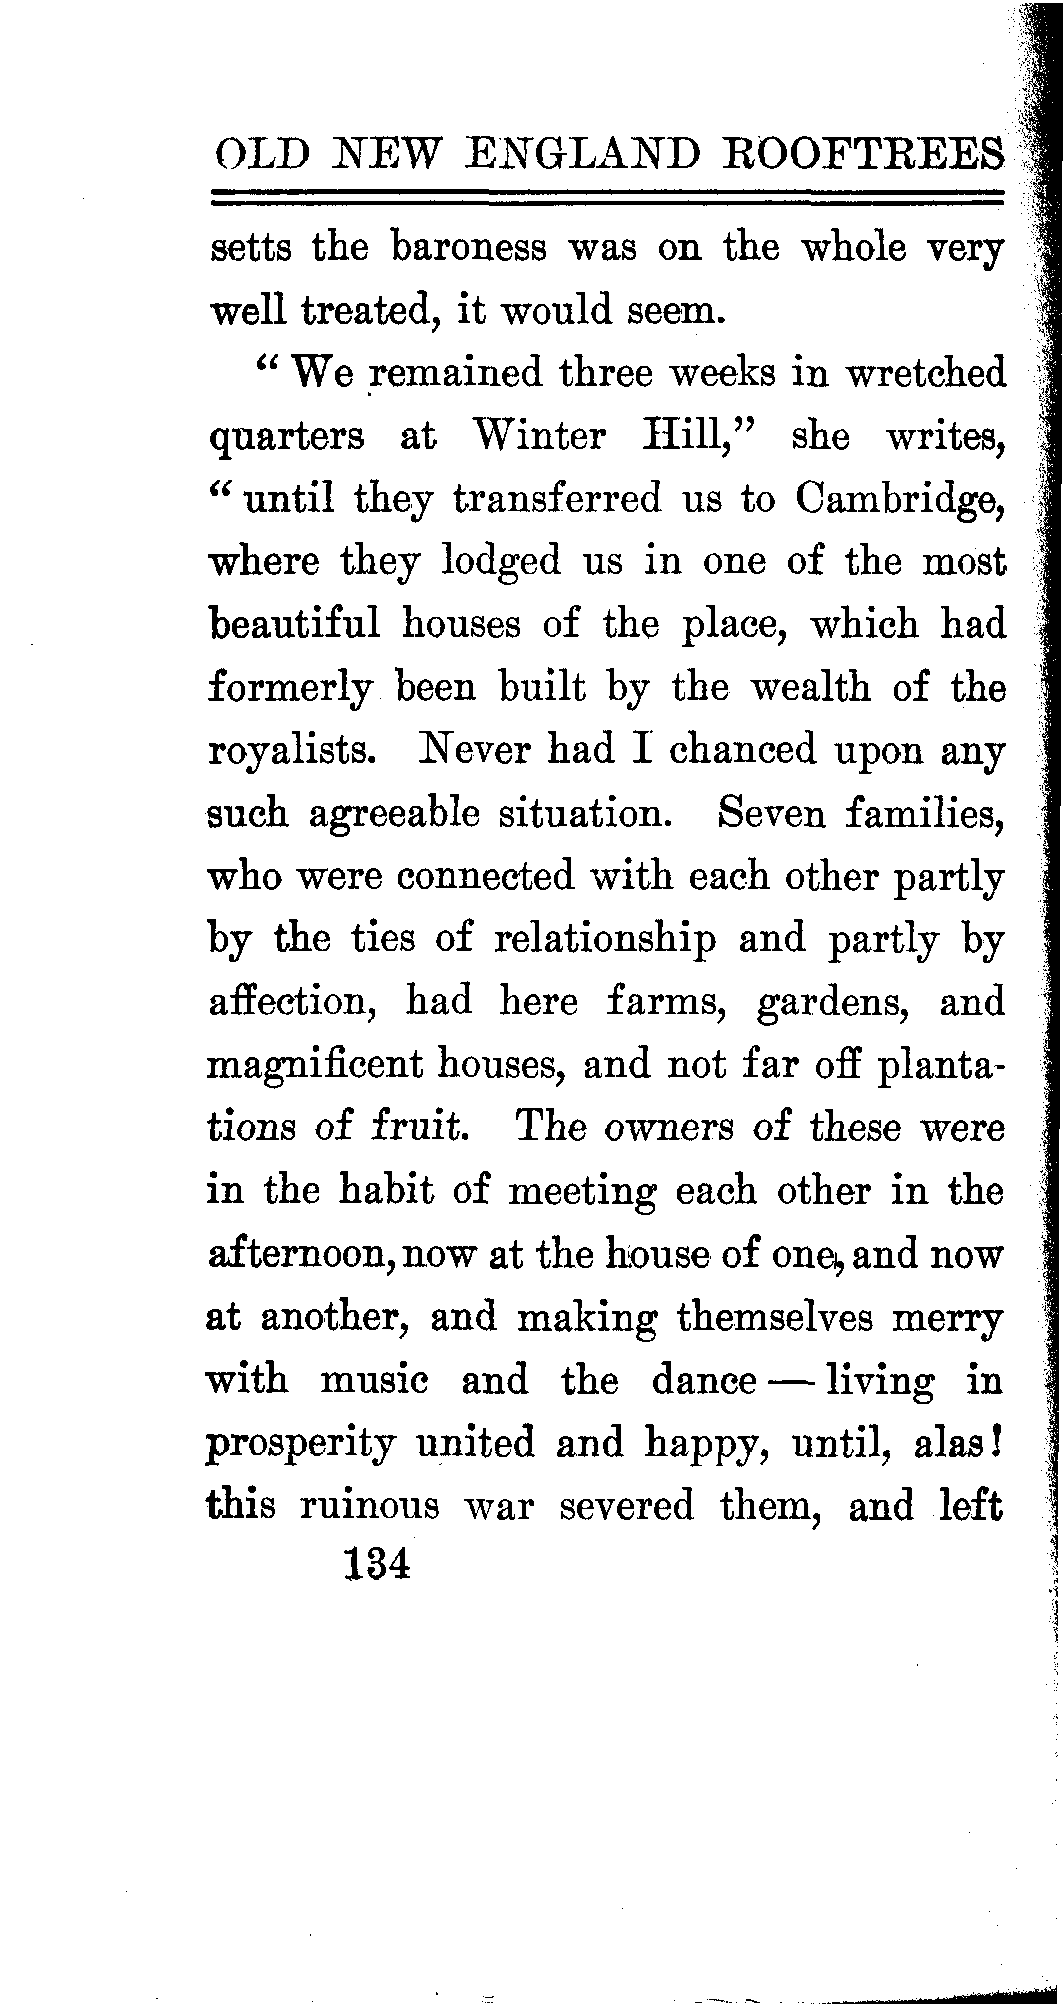 OLD NEW ENGLAND ROOFTREES
setts the baroness was on the whole very
well treated, it would seem.
“ We remained three weeks in wretched
quarters at Winter Hill,” she writes,
“ until they transferred us to Cambridge,
where they lodged us in one of the most
beautiful houses of the place, which had
formerly been built by the wealth of the
royalists. Never had I chanced upon any
such agreeable situation. Seven families,
who were connected with each other partly
by the ties of relationship and partly by
affection, had here farms, gardens, and
magnificent houses, and not far off planta-
tions of fruit. The owners of these were
in the habit of meeting each other in the
afternoon, now at the house of one, and now
at another, and making themselves merry
with music and the dance — living in
prosperity united and happy, until, alas!
this ruinous war severed them, and left
134